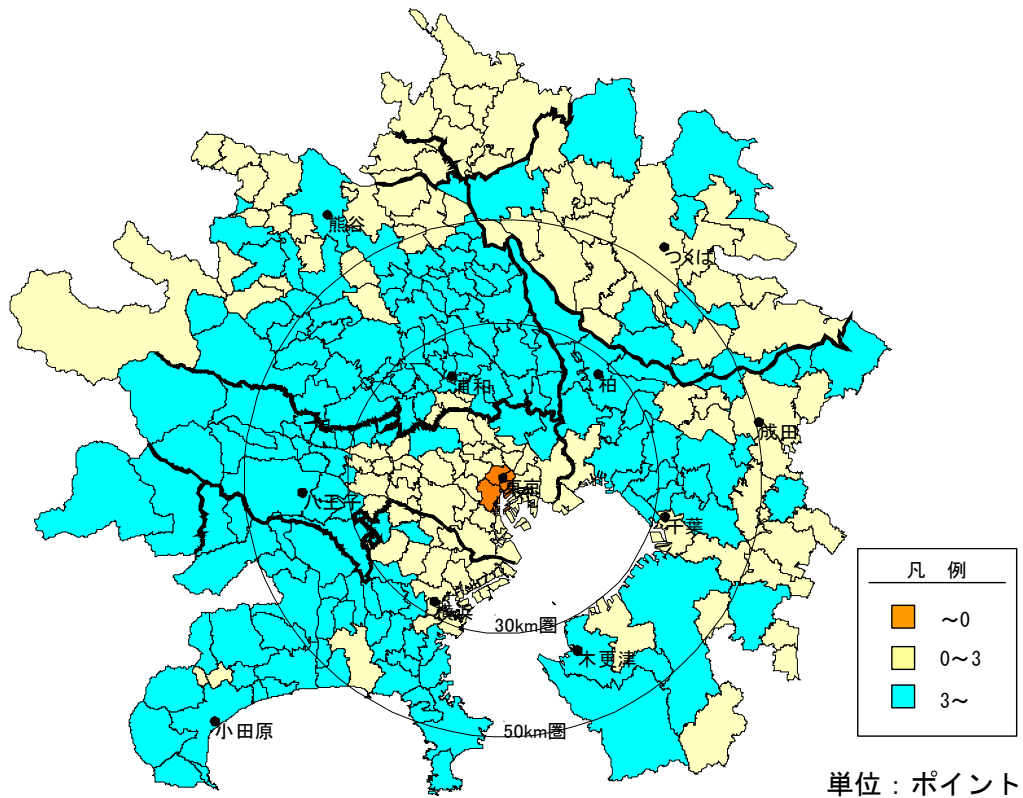 熊谷
つくば
浦和
柏
成田
東京
八王子
千葉
横浜
30km圏
木更津
小田原
50km圏
凡 例
～0
0～3
3～
単位：ポイント